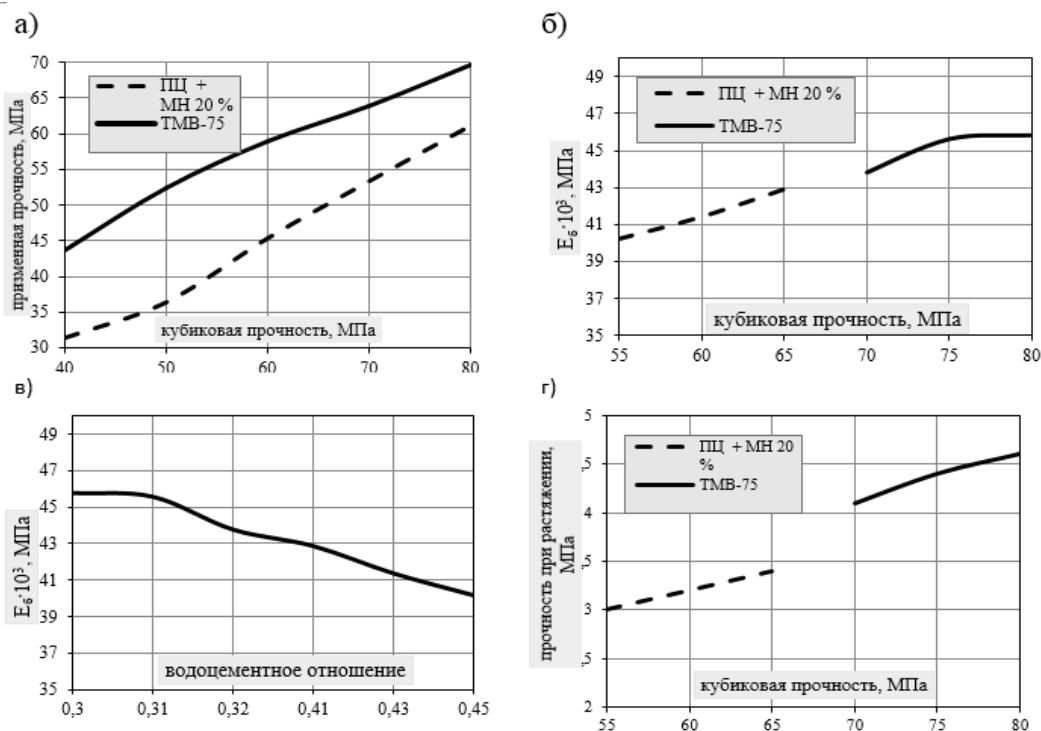 а)
70
65
60
55
50
45
40
35
30
призменная прочность, МПа
ПЦ +
МН 20 %
ТМВ-75
кубиковая прочность, МПа
40 50 60 70 80
б)
49
47
45
43
41
39
37
35
Еб·10³, МПа
ПЦ + МН 20 %
ТМВ-75
кубиковая прочность, МПа
55 60 65 70 75 80
в)
49
47
45
43
41
39
37
35
Еб·10³, МПа
водоцементное отношение
0,3 0,31 0,32 0,41 0,43 0,45
г)
5
,5
4
,5
3
,5
2
прочность при растяжении,
МПа
ПЦ + МН 20
%
ТМВ-75
кубиковая прочность, МПа
55 60 65 70 75 80